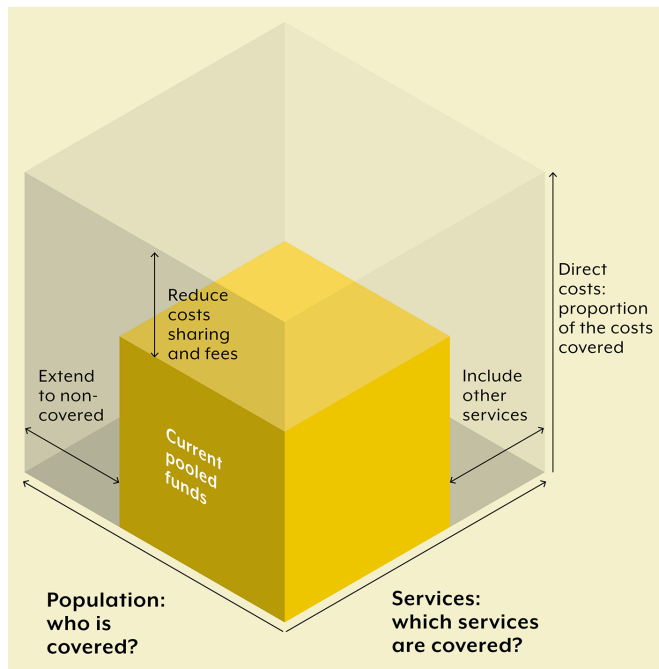 Direct
costs:
proportion
of the costs
covered
Reduce
costs
sharing
and fees
Extend
to non-
covered
Include
other
services
Current
pooled
funds
Population:
who is
covered?
Services:
which services
are covered?